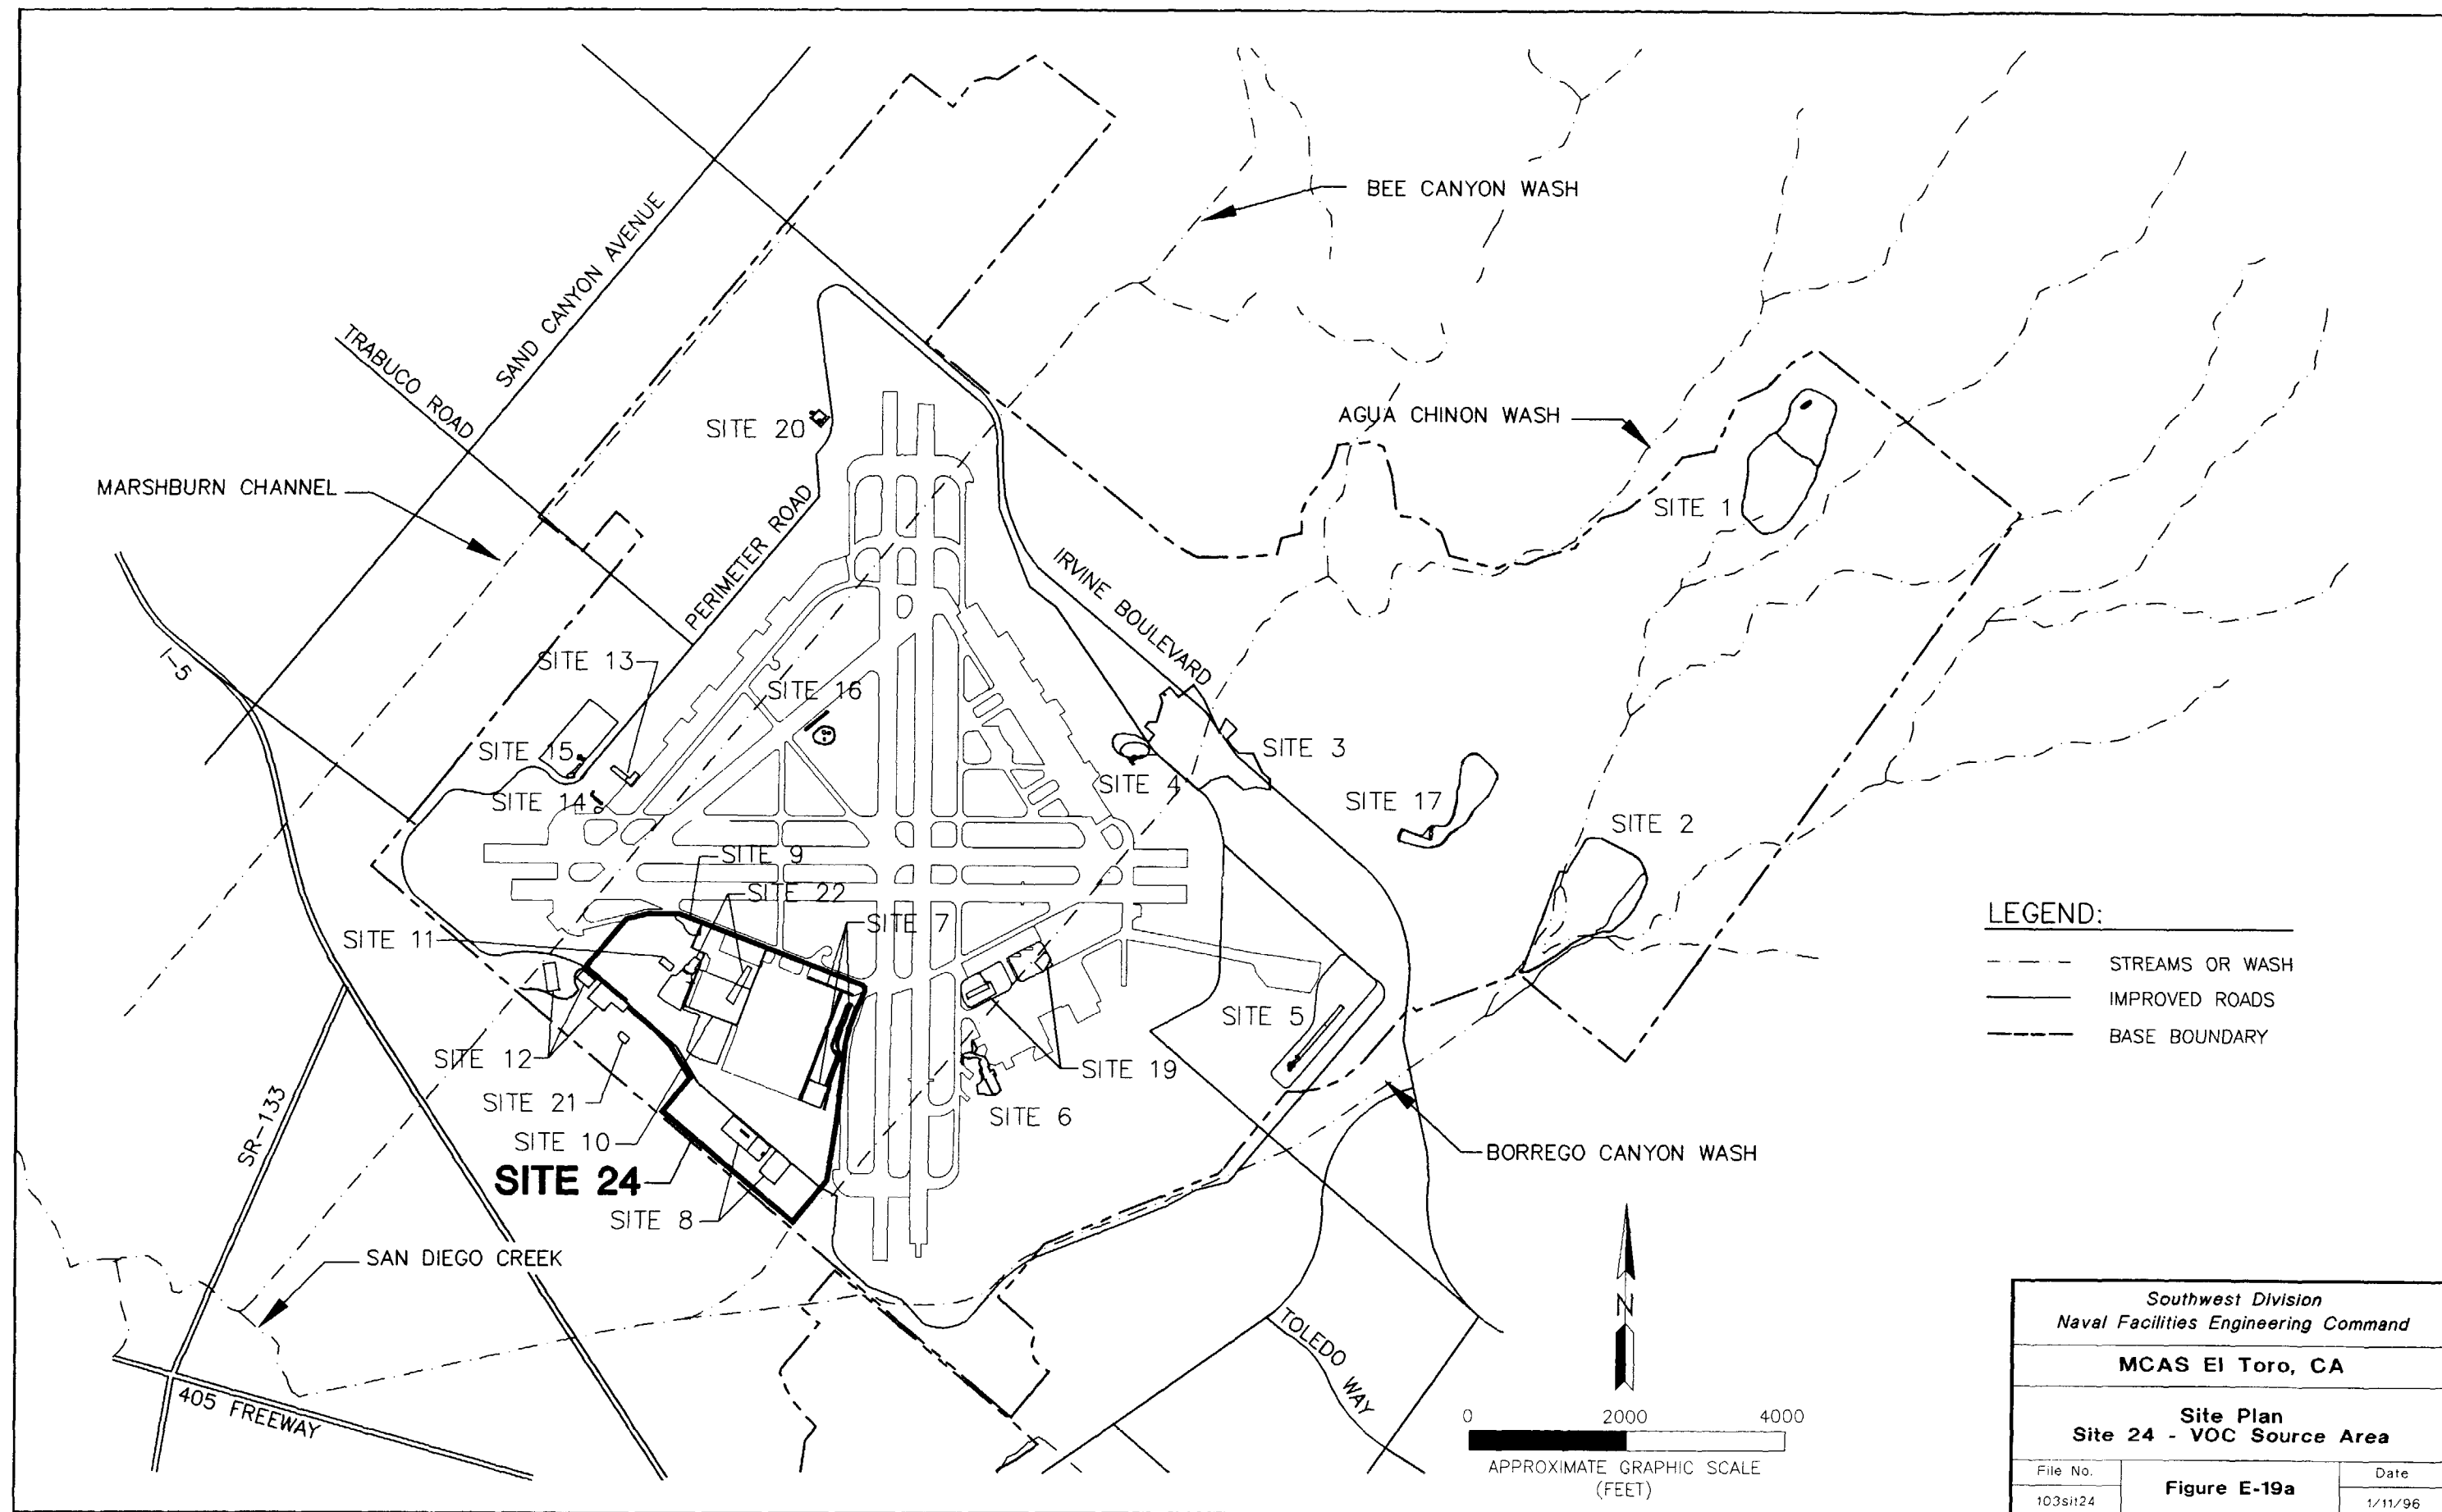 BEE CANYON WASH
SAND CANYON AVENUE
TRABUCO ROAD
AGUA CHINON WASH
SITE 20
MARSHBURN CHANNEL
SITE 1
PERIMETER ROAD
IRVINE BOULEVARD
I-5
SITE 13
SITE 16
SITE 15
SITE 3
SITE 4
SITE 14
SITE 17
SITE 2
SITE 9
SITE 22
SITE 7
SITE 11
LEGEND:
STREAMS OR WASH
IMPROVED ROADS
BASE BOUNDARY
SITE 5
SITE 12
SITE 19
SITE 21
SITE 6
SR-133
SITE 10
BORREGO CANYON WASH
SITE 24
SITE 8
SAN DIEGO CREEK
N
TOLEDO WAY
405 FREEWAY
0 2000 4000
APPROXIMATE GRAPHIC SCALE
(FEET)
Southwest Division
Naval Facilities Engineering Command
MCAS El Toro, CA
Site Plan
Site 24 - VOC Source Area
File No.
103sit24
Figure E-19a
Date
1/11/96